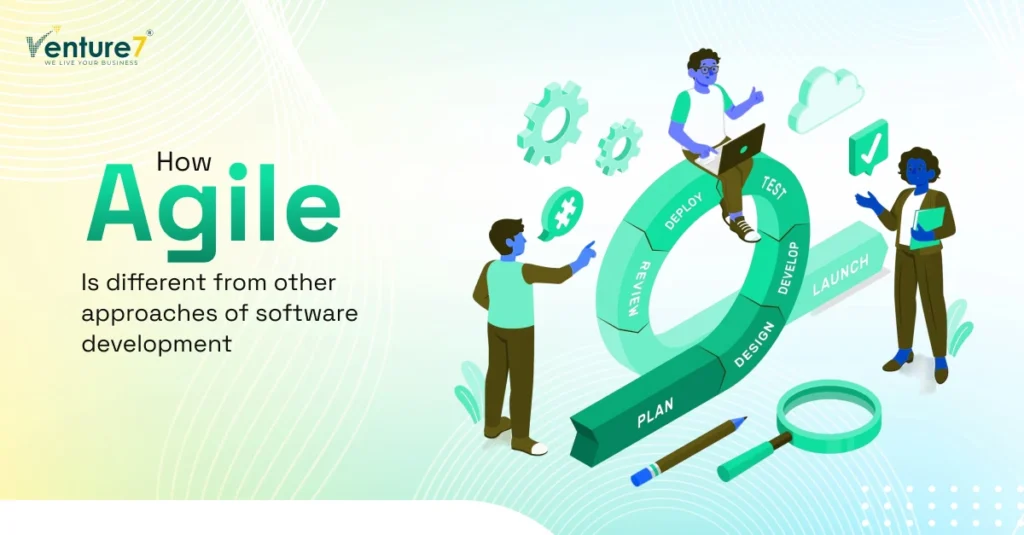 Venture7®
WE LIVE YOUR BUSINESS
How
Agile
Is different from other
approaches of software
development
PLAN
DESIGN
DEVELOP
TEST
DEPLOY
REVIEW
LAUNCH